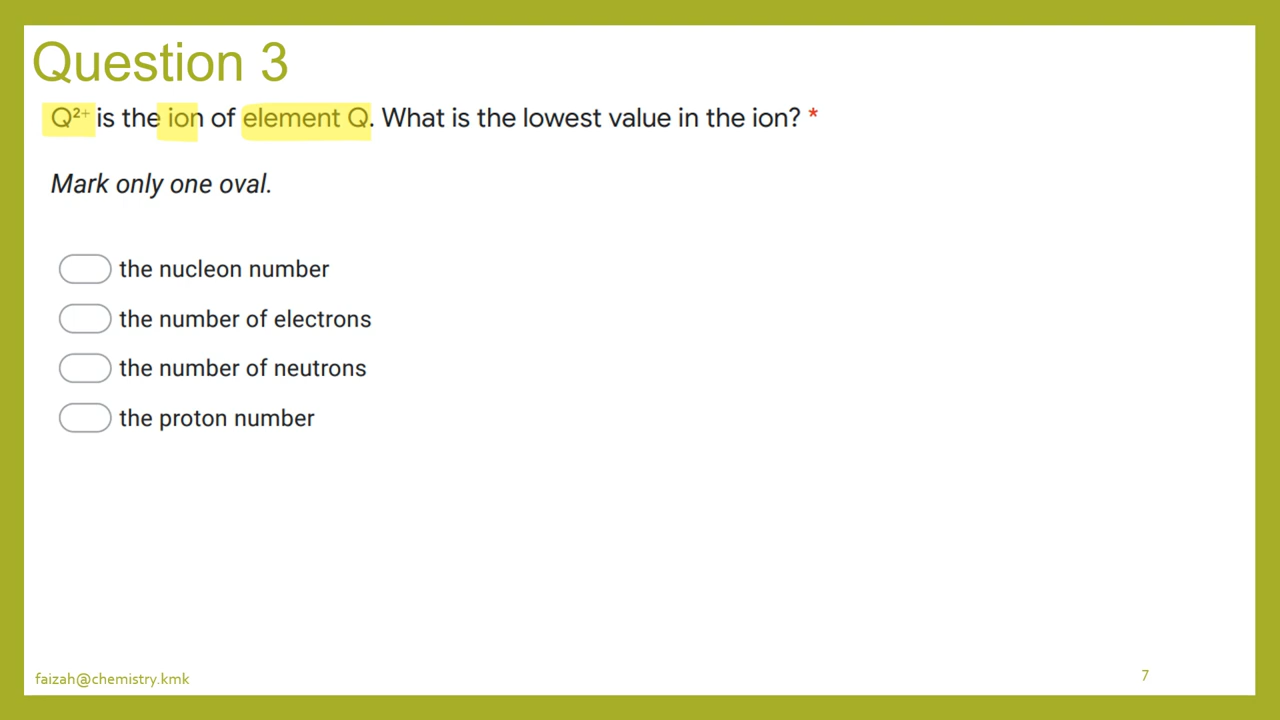 Question 3
Q²⁺ is the ion of element Q. What is the lowest value in the ion? *
Mark only one oval.
the nucleon number
the number of electrons
the number of neutrons
the proton number
faizah@chemistry.kmk
7